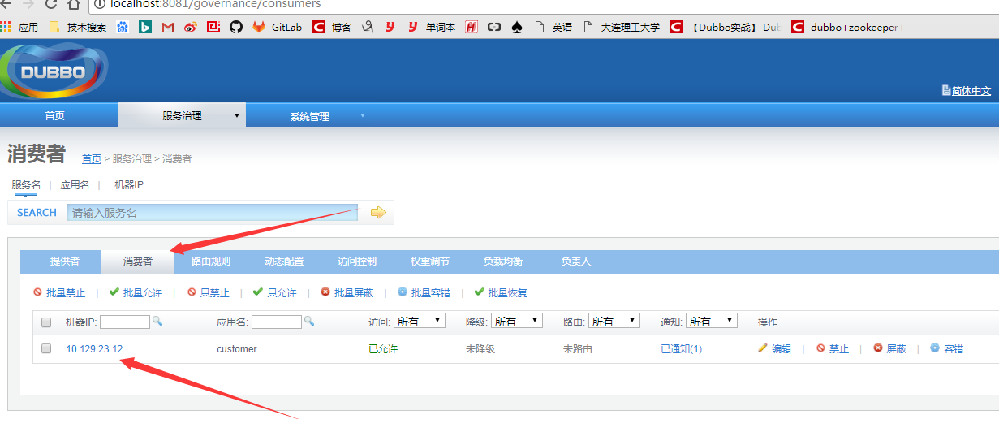 localhost:8081/governance/consumers
应用 技术搜索 GitLab 博客 单词本 英语 大连理工大学 【Dubbo实战】 Dub dubbo+zookeeper+
DUBBO
简体中文
首页 服务治理 系统管理
消费者 首页 > 服务治理 > 消费者
服务名 | 应用名 | 机器IP
SEARCH 请输入服务名
提供者 消费者 路由规则 动态配置 访问控制 权重调节 负载均衡 负责人
批量禁止 | 批量允许 | 只禁止 | 只允许 | 批量屏蔽 | 批量容错 | 批量恢复
机器IP: 应用名: 访问: 所有 降级: 所有 路由: 所有 通知: 所有 操作
10.129.23.12 customer 已允许 未降级 未路由 已通知(1) 编辑 | 禁止 | 屏蔽 | 容错